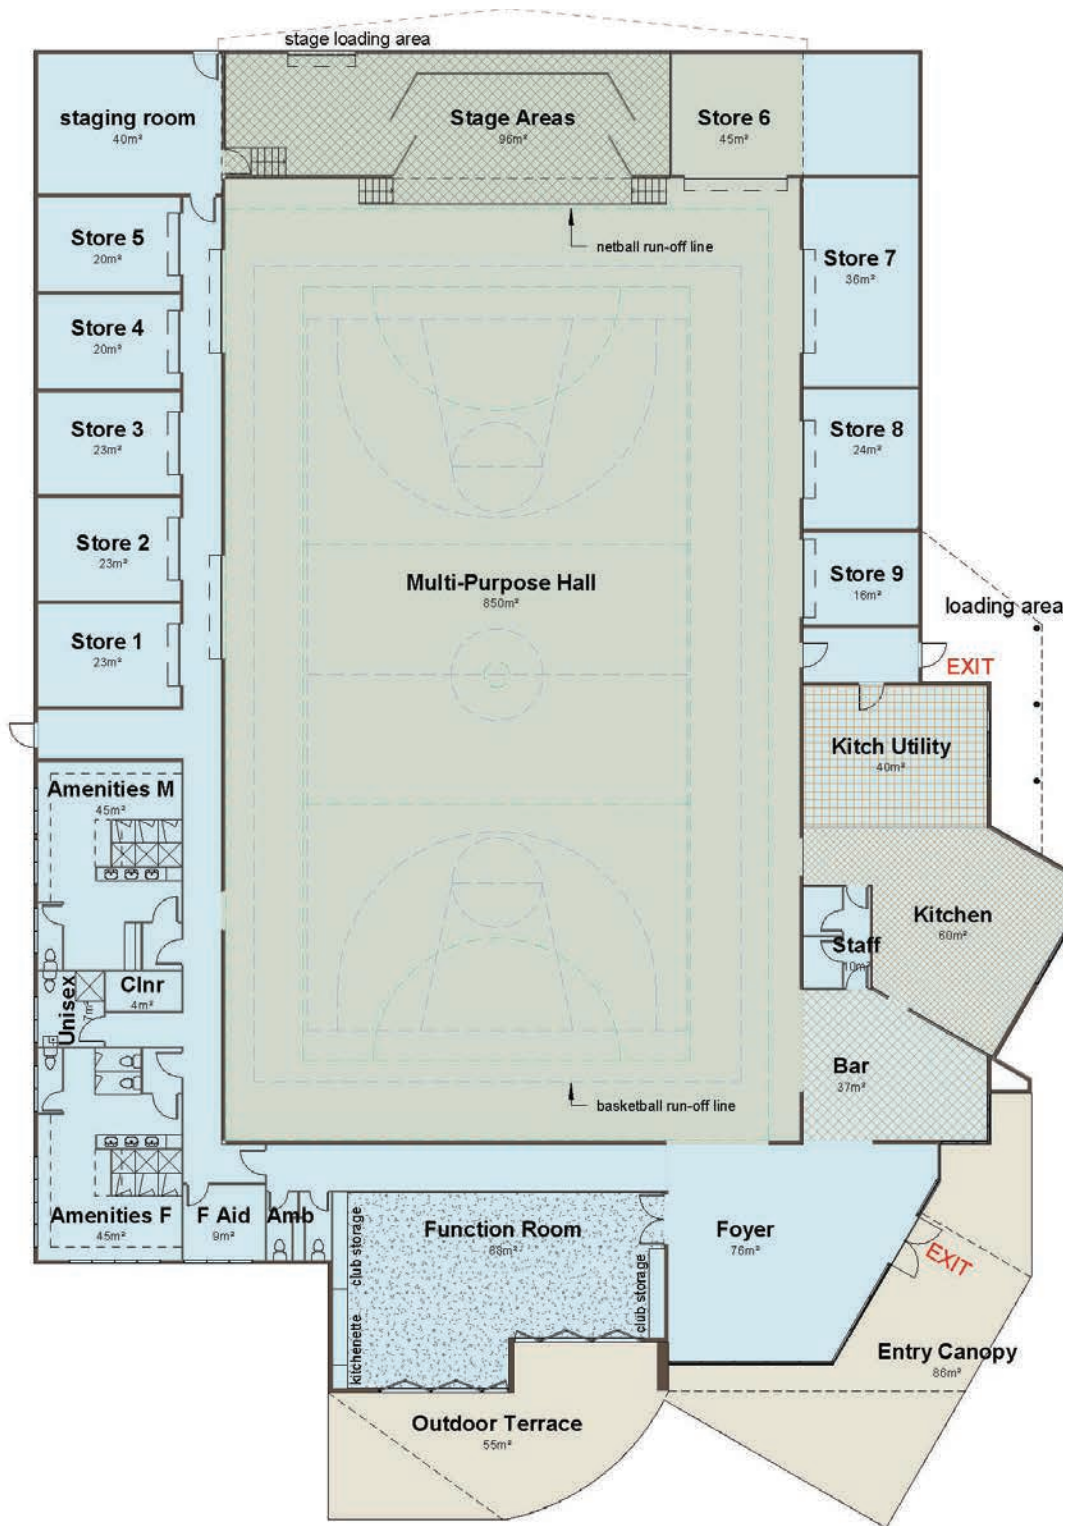 stage loading area
staging room
40m²
Stage Areas
96m²
Store 6
45m²
Store 5
20m²
netball run-off line
Store 7
36m²
Store 4
20m²
Store 3
23m²
Store 8
24m²
Store 2
23m²
Multi-Purpose Hall
850m²
Store 9
16m²
loading area
Store 1
23m²
EXIT
Kitch Utility
40m²
Amenities M
45m²
Kitchen
60m²
Staff
10m²
Unisex
7m²
Clnr
4m²
Bar
37m²
basketball run-off line
Amenities F
45m²
F Aid
9m²
Amb
club storage
kitchenette
Function Room
club storage
Foyer
76m²
EXIT
Entry Canopy
86m²
Outdoor Terrace
55m²